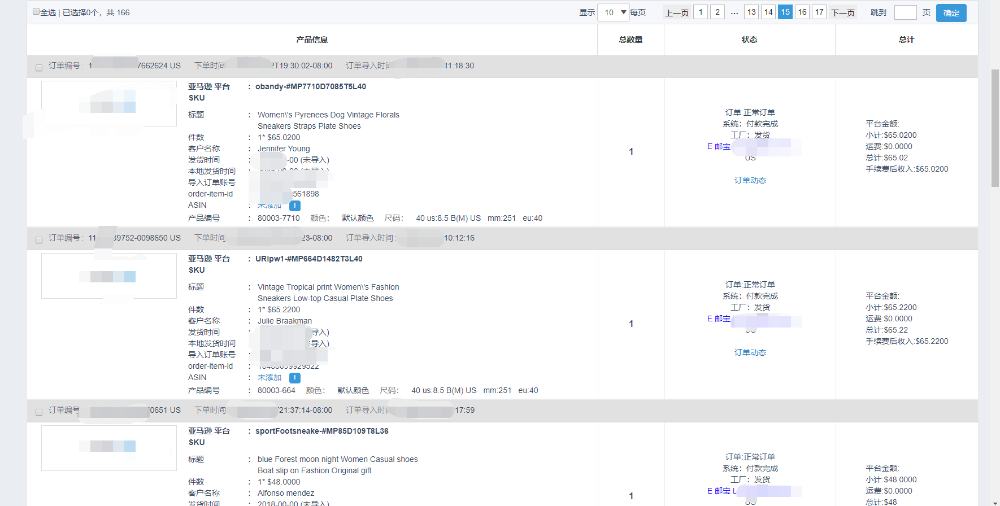 全选 | 已选择0个，共 166
显示 10 每页 上一页 1 2 ... 13 14 15 16 17 下一页 跳到 页 确定
产品信息 总数量 状态 总计
订单编号： 7662624 US 下单时间 T19:30:02-08:00 订单导入时间 11:18:30
亚马逊 平台 SKU : obandy-#MP7710D7085T5L40
标题 : Women\'s Pyrenees Dog Vintage Florals
Sneakers Straps Plate Shoes
件数 : 1* $65.0200
客户名称 : Jennifer Young
发货时间 : -00 (未导入)
本地发货时间
导入订单账号
order-item-id 561898
ASIN : 未添加 !
产品编号 : 80003-7710 颜色： 默认颜色 尺码： 40 us:8.5 B(M) US mm:251 eu:40
1
订单:正常订单
系统：付款完成
工厂：发货
E 邮宝
US
订单动态
平台金额:
小计:$65.0200
运费:$0.0000
总计:$65.02
手续费后收入:$65.0200
订单编号： 11 39752-0098650 US 下单时间 23-08:00 订单导入时间: 10:12:16
亚马逊 平台 SKU : URlpw1-#MP664D1482T3L40
标题 : Vintage Tropical print Women\'s Fashion
Sneakers Low-top Casual Plate Shoes
件数 : 1* $65.2200
客户名称 : Julie Braakman
发货时间 : 导入)
本地发货时间 : 导入)
导入订单账号 :
order-item-id :
ASIN : 未添加 !
产品编号 : 80003-664 颜色： 默认颜色 尺码： 40 us:8.5 B(M) US mm:251 eu:40
1
订单:正常订单
系统：付款完成
工厂：发货
E 邮宝
US
订单动态
平台金额:
小计:$65.2200
运费:$0.0000
总计:$65.22
手续费后收入:$65.2200
订单编号 0651 US 下单时间 21:37:14-08:00 订单导入时间 17:59
亚马逊 平台 SKU : sportFootsneake-#MP85D109T8L36
标题 : blue Forest moon night Women Casual shoes
Boat slip on Fashion Original gift
件数 : 1* $48.0000
客户名称 : Alfonso mendez
发货时间 : 2018-00-00 (未导入)
1
订单:正常订单
系统：付款完成
工厂：发货
E 邮宝 L
US
平台金额:
小计:$48.0000
运费:$0.0000
总计:$48